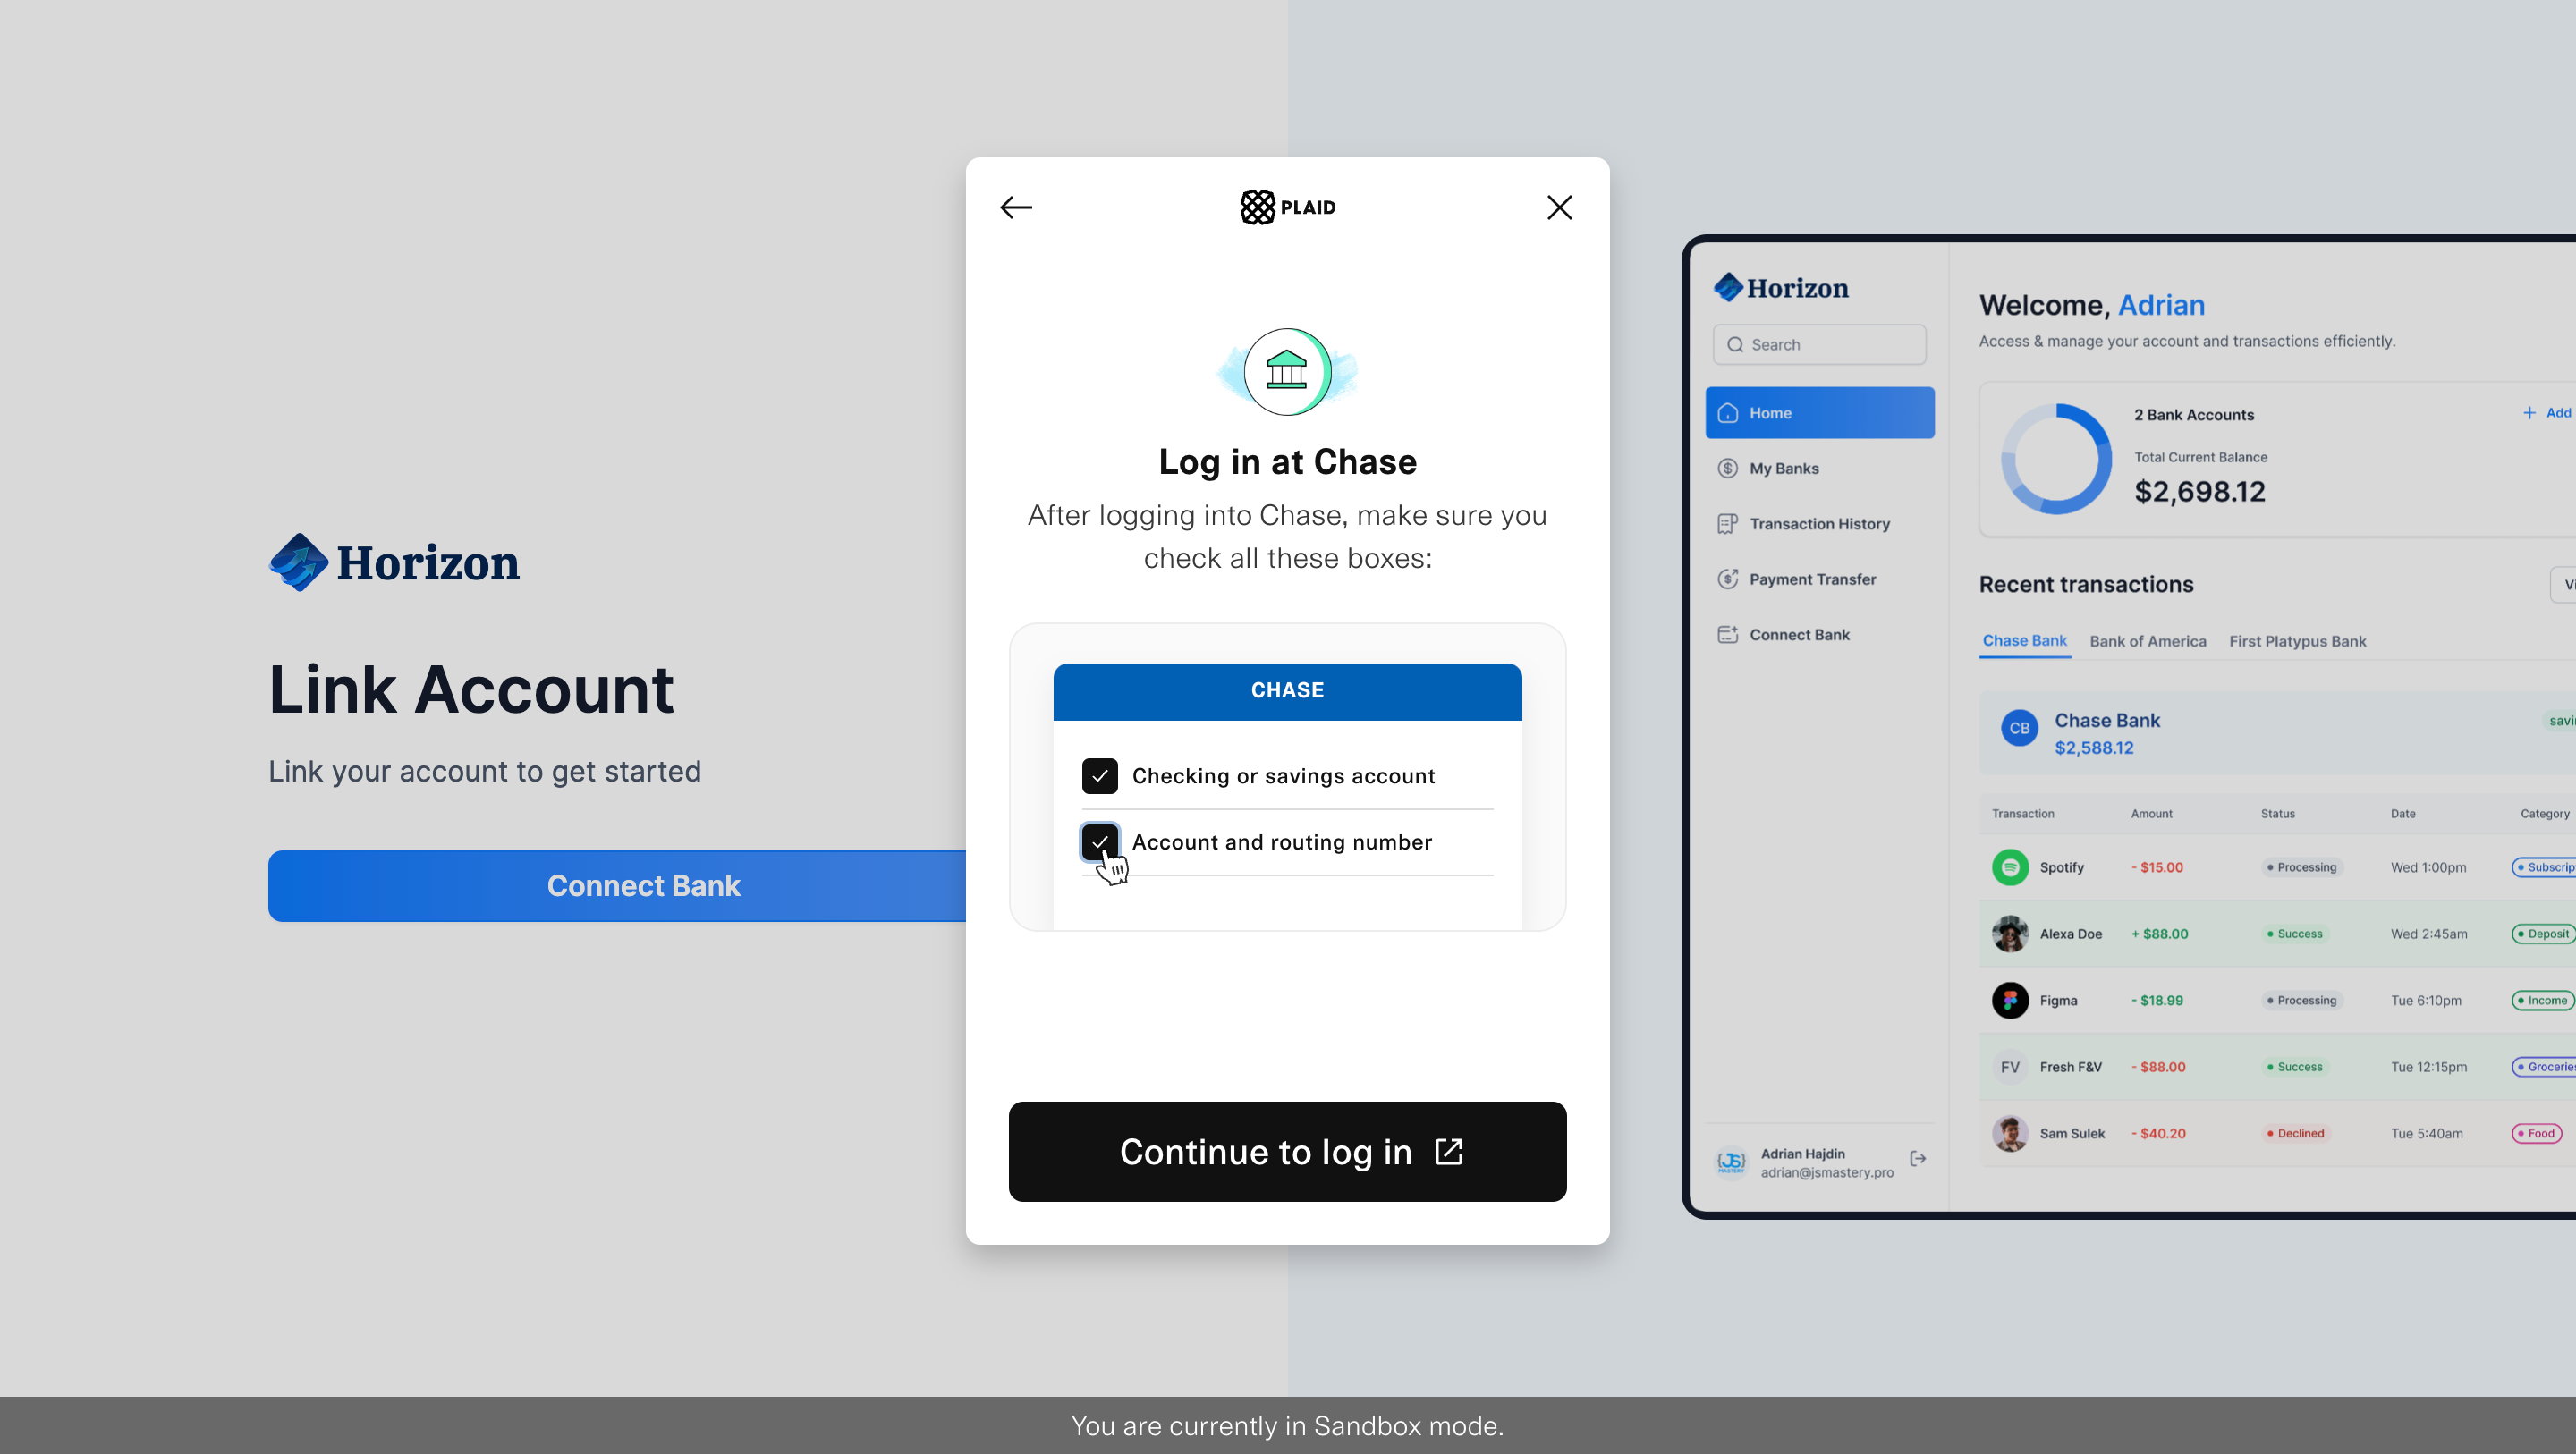 Horizon
Link Account
Link your account to get started
Connect Bank
PLAID
Log in at Chase
After logging into Chase, make sure you
check all these boxes:
CHASE
Checking or savings account
Account and routing number
Continue to log in
Horizon
Search
Home
My Banks
Transaction History
Payment Transfer
Connect Bank
{JS}
MASTERY
Adrian Hajdin
adrian@jsmastery.pro
Welcome, Adrian
Access & manage your account and transactions efficiently.
2 Bank Accounts
+ Add
Total Current Balance
$2,698.12
Recent transactions
Vi
Chase Bank Bank of America First Platypus Bank
CB
Chase Bank
savi
$2,588.12
Transaction Amount Status Date Category
Spotify - $15.00 Processing Wed 1:00pm Subscrip
Alexa Doe + $88.00 Success Wed 2:45am Deposit
Figma - $18.99 Processing Tue 6:10pm Income
FV Fresh F&V - $88.00 Success Tue 12:15pm Groceries
Sam Sulek - $40.20 Declined Tue 5:40am Food
You are currently in Sandbox mode.